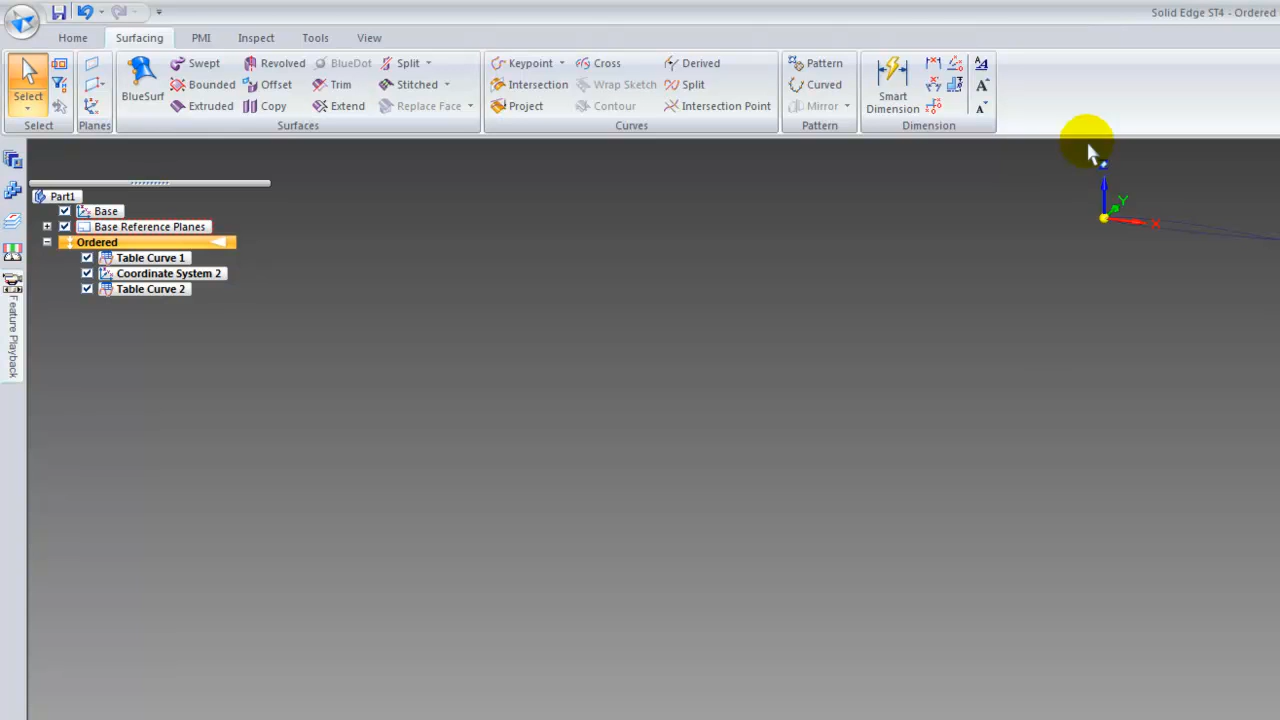 Solid Edge ST4 - Ordered
Home Surfacing PMI Inspect Tools View
Select
Select
Planes
BlueSurf
Swept Revolved BlueDot Split
Bounded Offset Trim Stitched
Extruded Copy Extend Replace Face
Surfaces
Keypoint Cross Derived
Intersection Wrap Sketch Split
Project Contour Intersection Point
Curves
Pattern
Curved
Mirror
Pattern
Smart
Dimension
Dimension
Part1
Base
Base Reference Planes
Ordered
Table Curve 1
Coordinate System 2
Table Curve 2
Feature Playback
Y
X